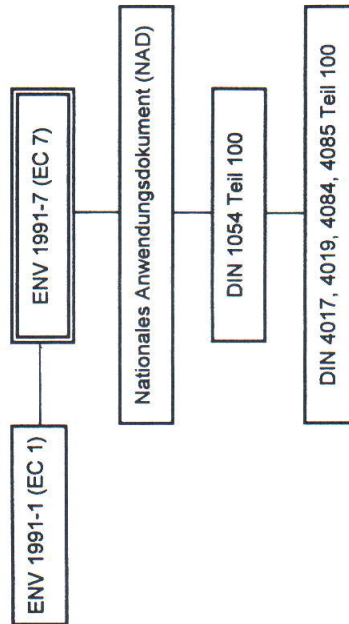 ENV 1991-1 (EC 1)
ENV 1991-7 (EC 7)
Nationales Anwendungsdokument (NAD)
DIN 1054 Teil 100
DIN 4017, 4019, 4084, 4085 Teil 100